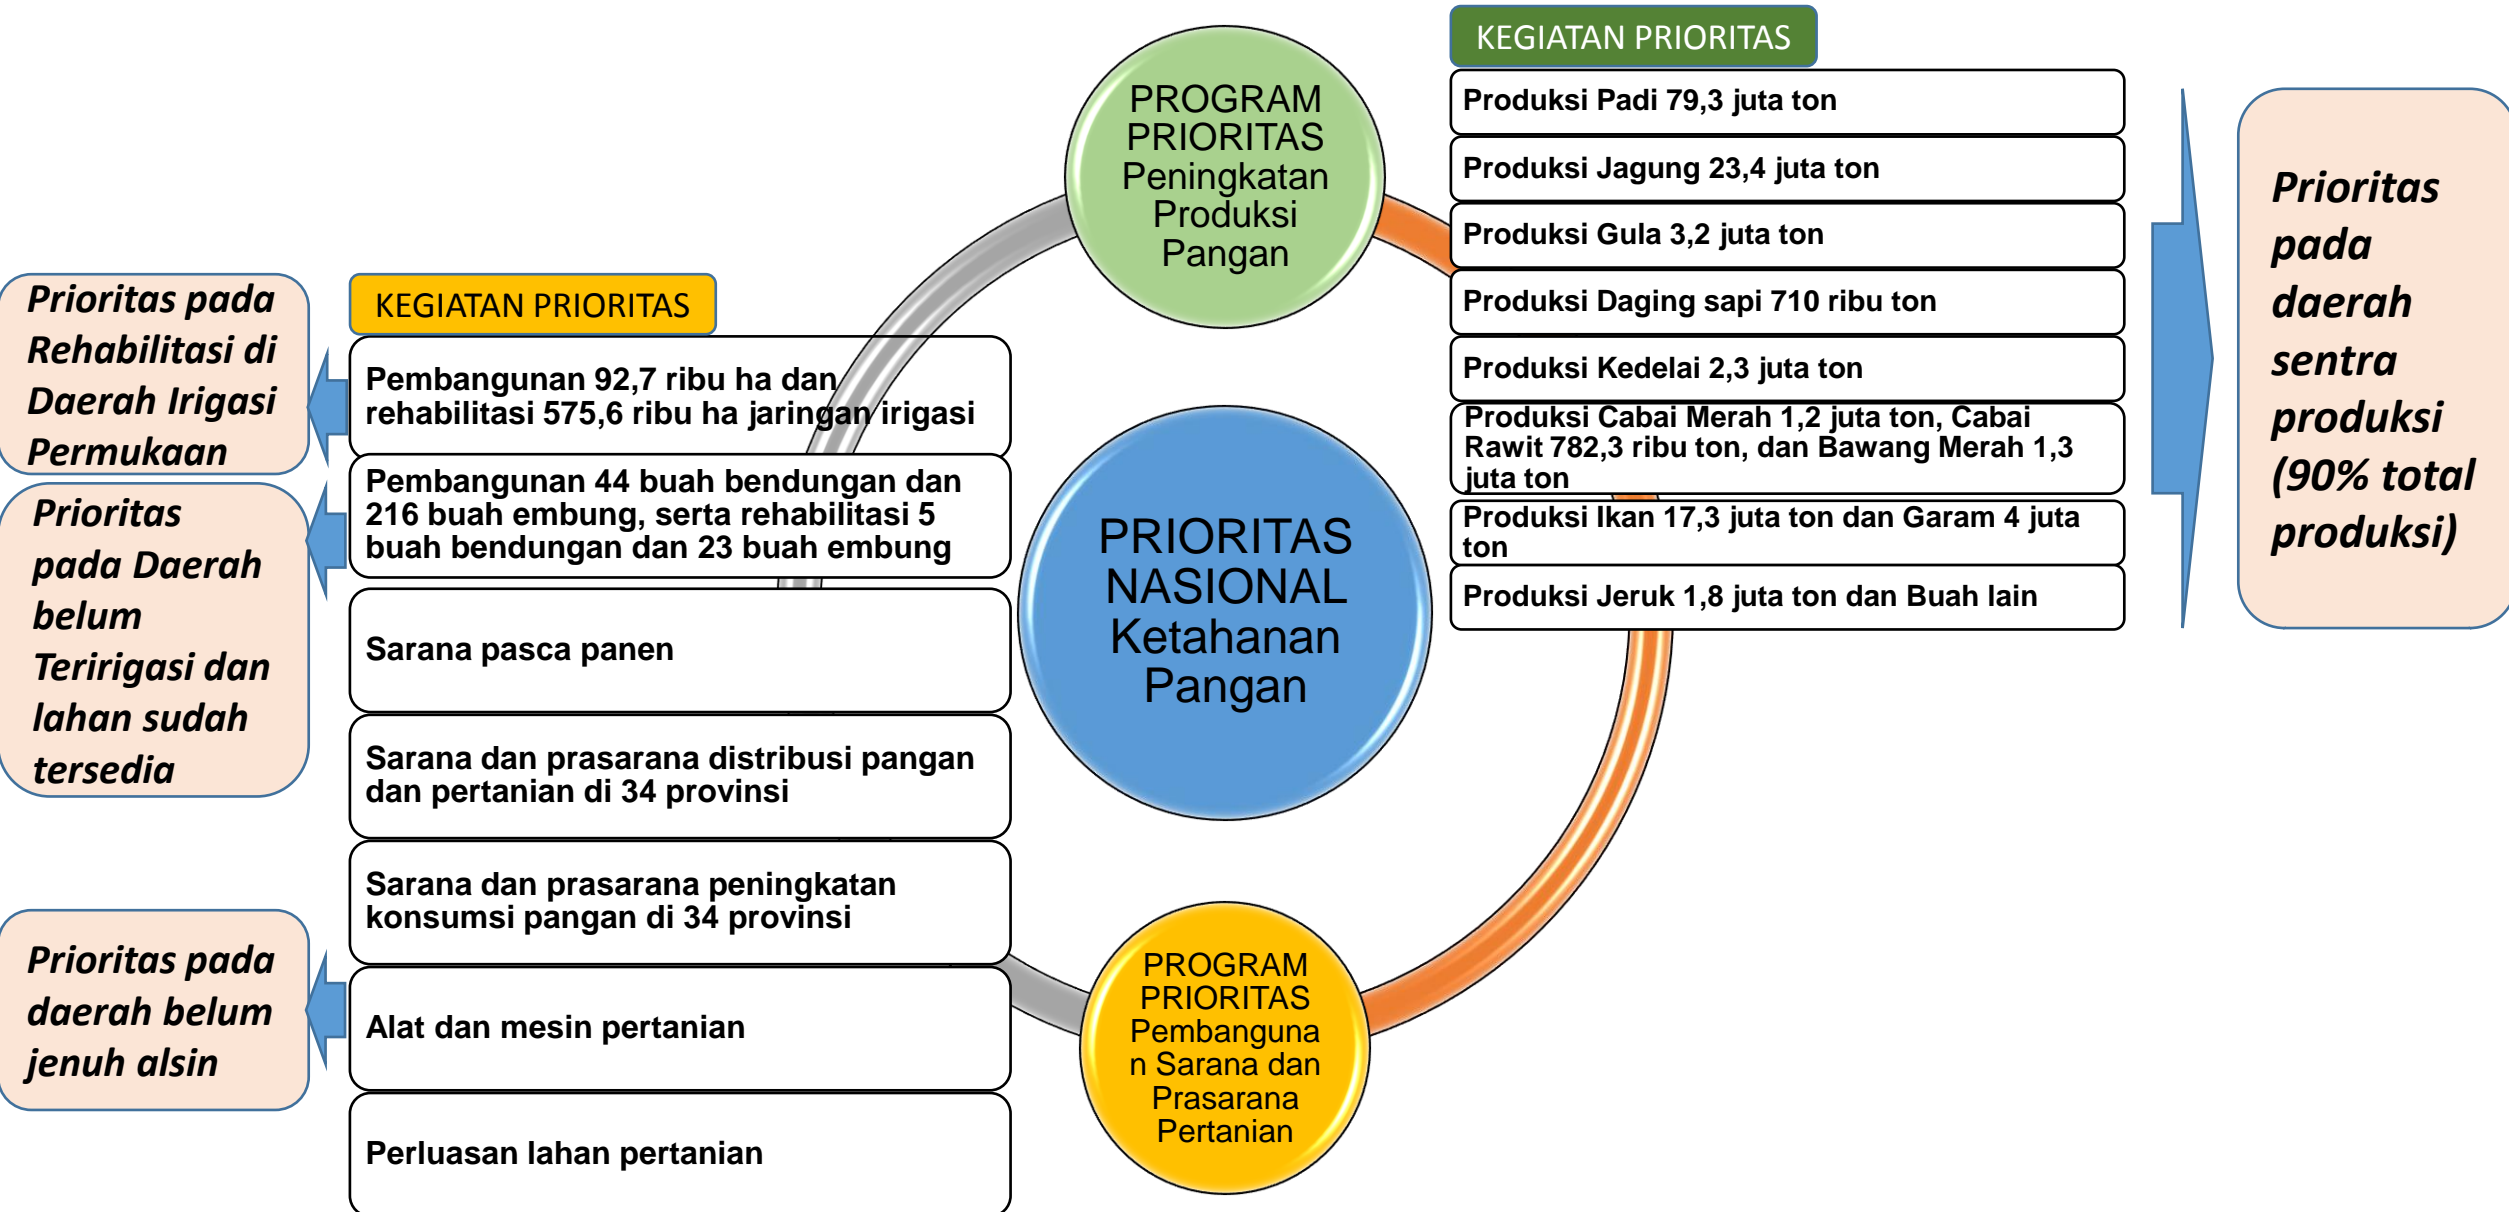 Prioritas pada
Rehabilitasi di
Daerah Irigasi
Permukaan
Prioritas
pada Daerah
belum
Teririgasi dan
lahan sudah
tersedia
Prioritas pada
daerah belum
jenuh alsin
KEGIATAN PRIORITAS
Pembangunan 92,7 ribu ha dan
rehabilitasi 575,6 ribu ha jaringan irigasi
Pembangunan 44 buah bendungan dan
216 buah embung, serta rehabilitasi 5
buah bendungan dan 23 buah embung
Sarana pasca panen
Sarana dan prasarana distribusi pangan
dan pertanian di 34 provinsi
Sarana dan prasarana peningkatan
konsumsi pangan di 34 provinsi
Alat dan mesin pertanian
Perluasan lahan pertanian
PROGRAM
PRIORITAS
Peningkatan
Produksi
Pangan
PRIORITAS
NASIONAL
Ketahanan
Pangan
PROGRAM
PRIORITAS
Pembanguna
n Sarana dan
Prasarana
Pertanian
KEGIATAN PRIORITAS
Produksi Padi 79,3 juta ton
Produksi Jagung 23,4 juta ton
Produksi Gula 3,2 juta ton
Produksi Daging sapi 710 ribu ton
Produksi Kedelai 2,3 juta ton
Produksi Cabai Merah 1,2 juta ton, Cabai
Rawit 782,3 ribu ton, dan Bawang Merah 1,3
juta ton
Produksi Ikan 17,3 juta ton dan Garam 4 juta
ton
Produksi Jeruk 1,8 juta ton dan Buah lain
Prioritas
pada
daerah
sentra
produksi
(90% total
produksi)